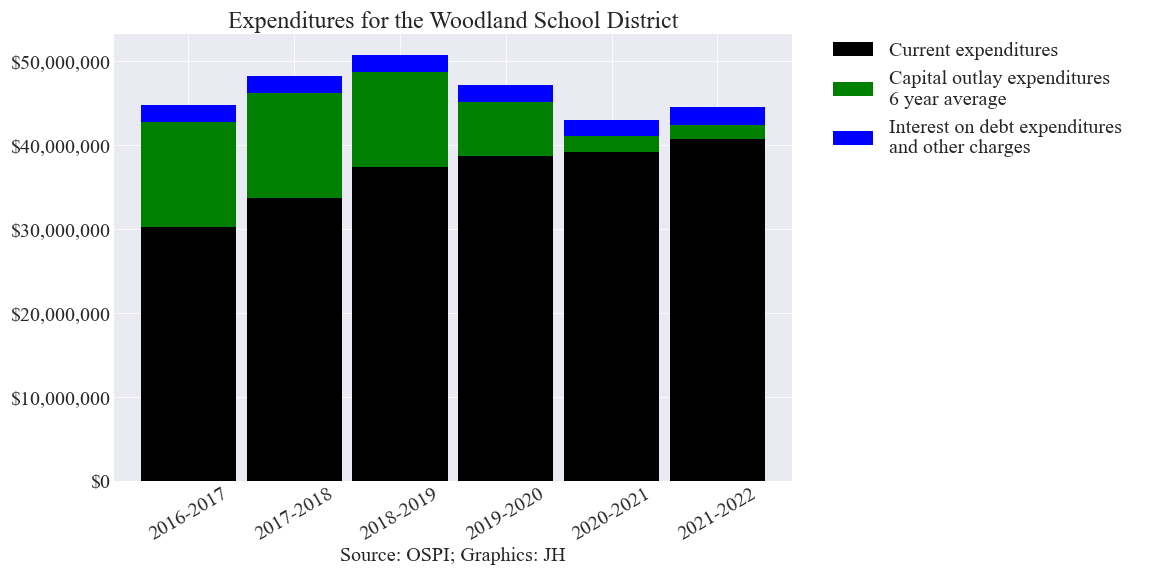 Expenditures for the Woodland School District
$50,000,000
$40,000,000
$30,000,000
$20,000,000
$10,000,000
$0
2016-2017
2017-2018
2018-2019
2019-2020
2020-2021
2021-2022
Source: OSPI; Graphics: JH
Current expenditures
Capital outlay expenditures
6 year average
Interest on debt expenditures
and other charges